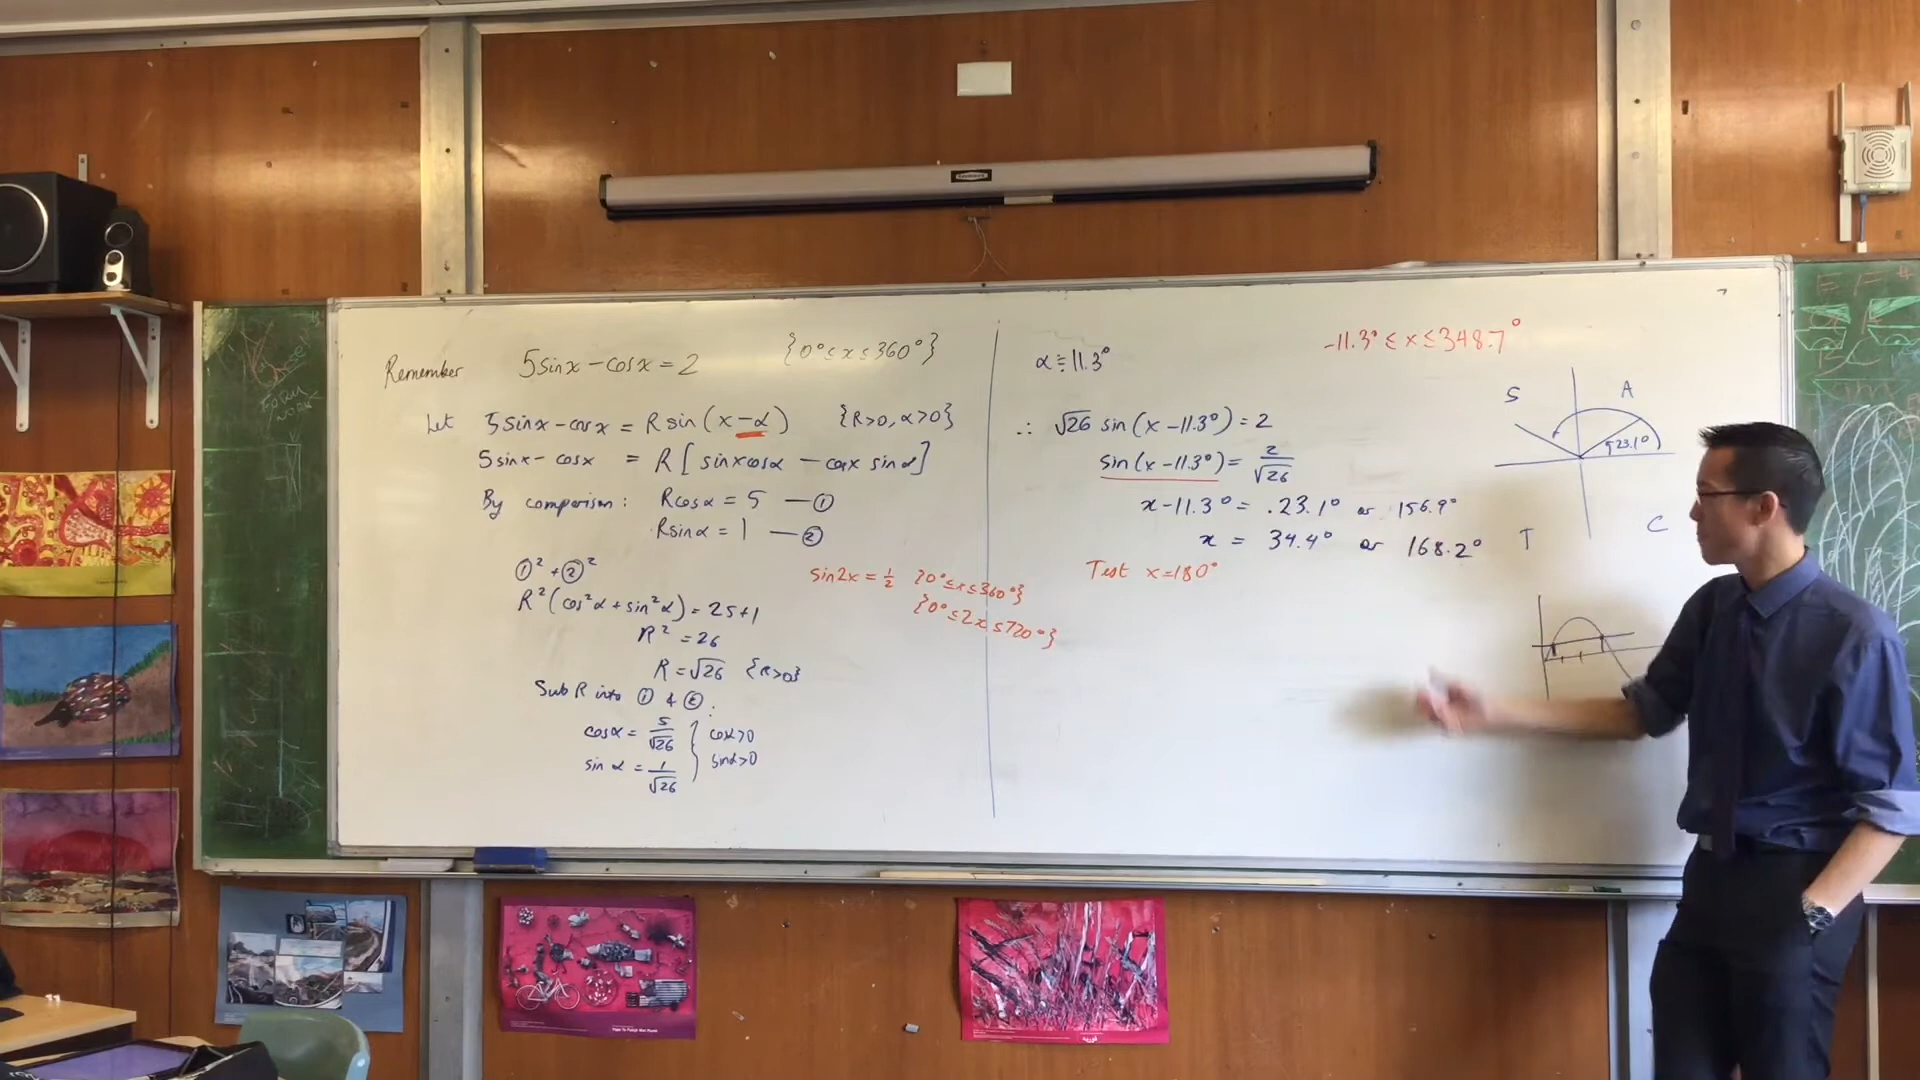 Remember 5sinx - cosx = 2 {0° ≤ x ≤ 360°}
Let 5sinx - cosx = Rsin(x - α) {R>0, α>0}
5sinx - cosx = R[sinxcosα - cosx sinα]
By comparison: Rcosα = 5 — ①
Rsinα = 1 — ②
①² + ②²
R²(cos²α + sin²α) = 25+1
R² = 26
R = √26 {R>0}
Sub R into ① & ② :
cosα = 5/√26 } cosα>0
sin α = 1/√26 } sinα>0
sin2x = 1/2 {0° ≤ x ≤ 360°}
{0° ≤ 2x ≤ 720°}
α ≑ 11.3°
∴ √26 sin(x - 11.3°) = 2
sin(x - 11.3°) = 2/√26
x - 11.3° = 23.1° or 156.9°
x = 34.4° or 168.2°
Test x = 180°
-11.3° ≤ x ≤ 348.7°
S A
23.1°
T C